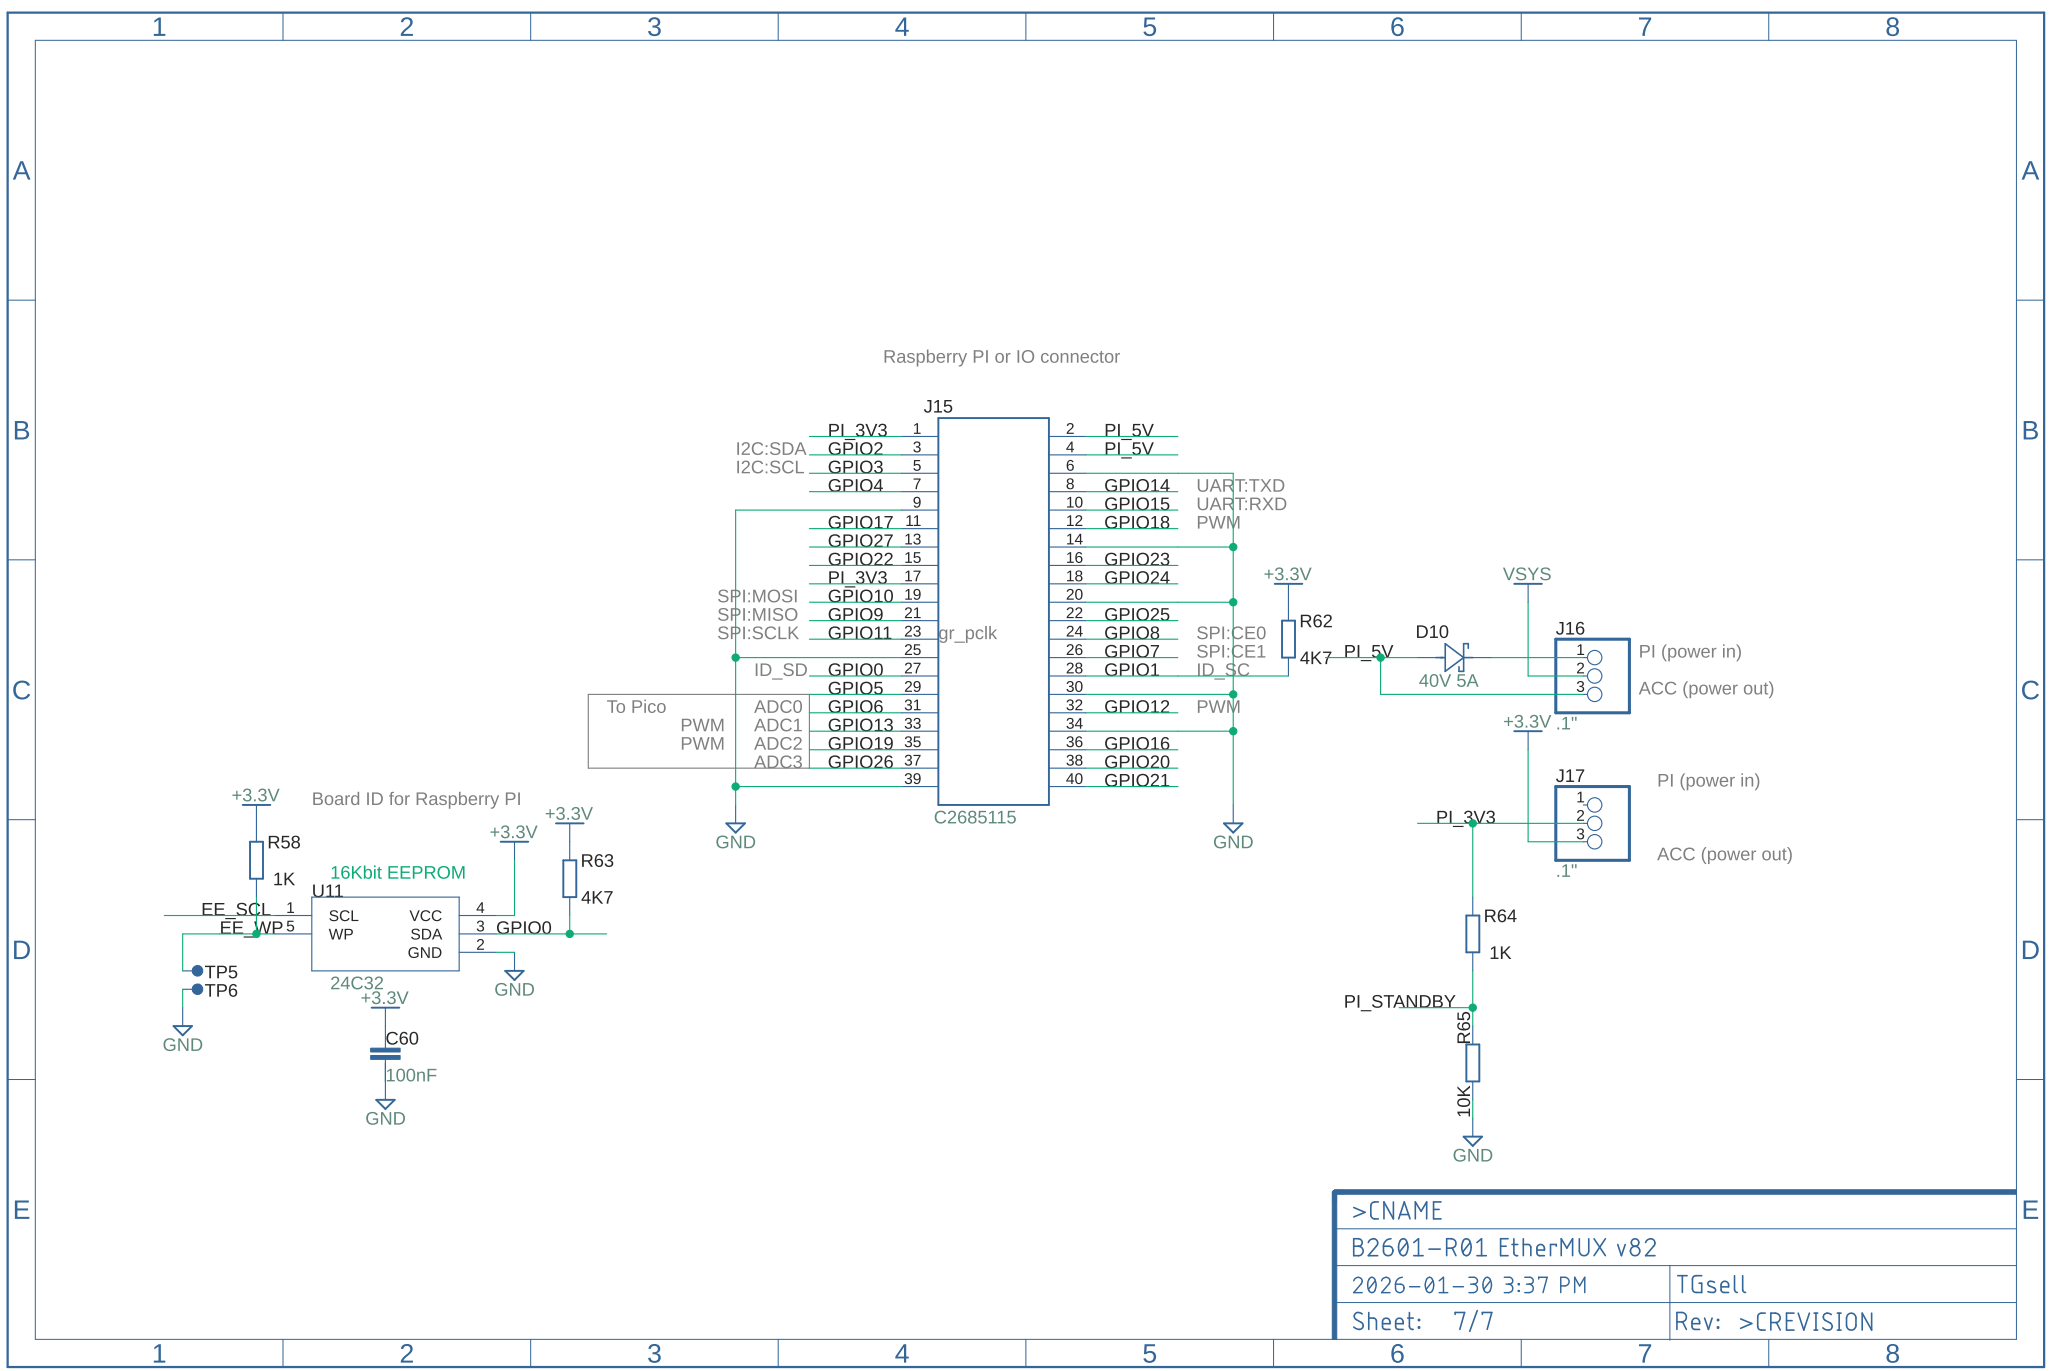 1 2 3 4 5 6 7 8
A A
B B
C C
D D
E E
Raspberry PI or IO connector
J15
PI_3V3 1 2 PI_5V
I2C:SDA GPIO2 3 4 PI_5V
I2C:SCL GPIO3 5 6
GPIO4 7 8 GPIO14 UART:TXD
9 10 GPIO15 UART:RXD
GPIO17 11 12 GPIO18 PWM
GPIO27 13 14
GPIO22 15 16 GPIO23
PI_3V3 17 18 GPIO24
SPI:MOSI GPIO10 19 20
SPI:MISO GPIO9 21 22 GPIO25
SPI:SCLK GPIO11 23 gr_pclk 24 GPIO8 SPI:CE0
25 26 GPIO7 SPI:CE1
ID_SD GPIO0 27 28 GPIO1 ID_SC
GPIO5 29 30
To Pico ADC0 GPIO6 31 32 GPIO12 PWM
PWM ADC1 GPIO13 33 34
PWM ADC2 GPIO19 35 36 GPIO16
ADC3 GPIO26 37 38 GPIO20
39 40 GPIO21
C2685115
GND
GND
+3.3V
R62
4K7
PI_5V
D10
40V 5A
VSYS
J16
1 PI (power in)
2
3 ACC (power out)
.1"
+3.3V
J17
PI (power in)
1
PI_3V3 2
3
ACC (power out)
.1"
R64
1K
PI_STANDBY
R65
10K
GND
+3.3V
Board ID for Raspberry PI
R58
1K
16Kbit EEPROM
+3.3V
+3.3V
R63
4K7
U11
EE_SCL 1 SCL VCC 4
EE_WP 5 WP SDA 3 GPIO0
GND 2
24C32
GND
TP5
TP6
GND
+3.3V
C60
100nF
GND
>CNAME
B2601-R01 EtherMUX v82
2026-01-30 3:37 PM TGsell
Sheet: 7/7 Rev: >CREVISION
1 2 3 4 5 6 7 8